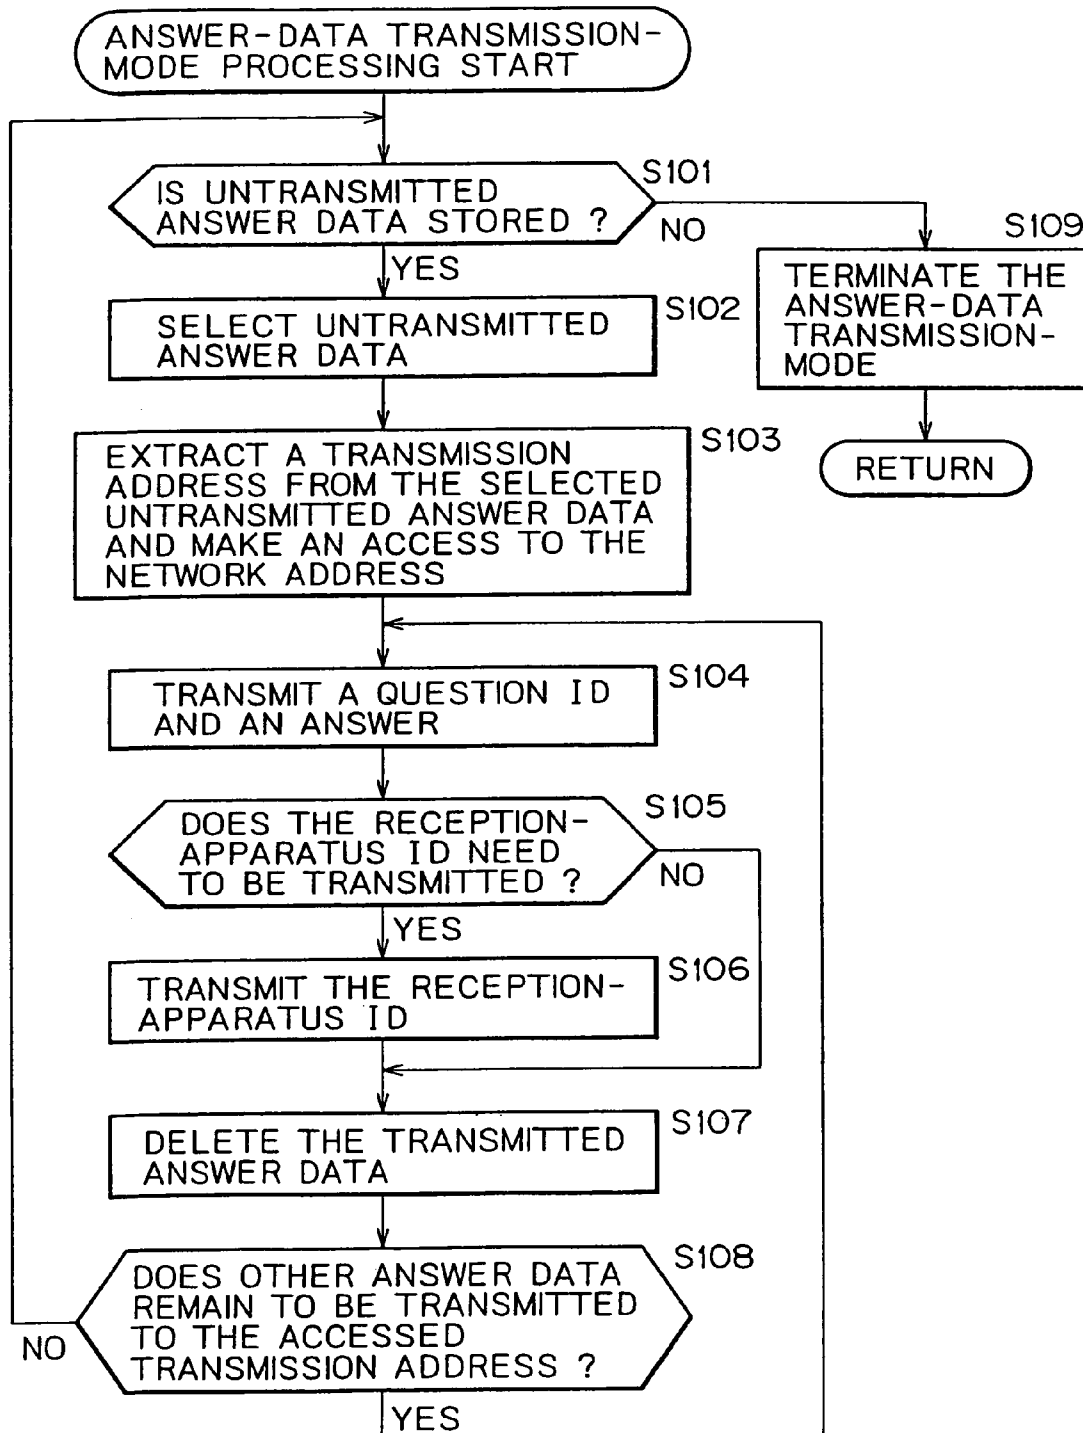 ANSWER-DATA TRANSMISSION-
MODE PROCESSING START
S101
IS UNTRANSMITTED
ANSWER DATA STORED ?
NO
YES
S109
TERMINATE THE
ANSWER-DATA
TRANSMISSION-
MODE
RETURN
S102
SELECT UNTRANSMITTED
ANSWER DATA
S103
EXTRACT A TRANSMISSION
ADDRESS FROM THE SELECTED
UNTRANSMITTED ANSWER DATA
AND MAKE AN ACCESS TO THE
NETWORK ADDRESS
S104
TRANSMIT A QUESTION ID
AND AN ANSWER
S105
DOES THE RECEPTION-
APPARATUS ID NEED
TO BE TRANSMITTED ?
NO
YES
S106
TRANSMIT THE RECEPTION-
APPARATUS ID
S107
DELETE THE TRANSMITTED
ANSWER DATA
S108
DOES OTHER ANSWER DATA
REMAIN TO BE TRANSMITTED
TO THE ACCESSED
TRANSMISSION ADDRESS ?
NO
YES